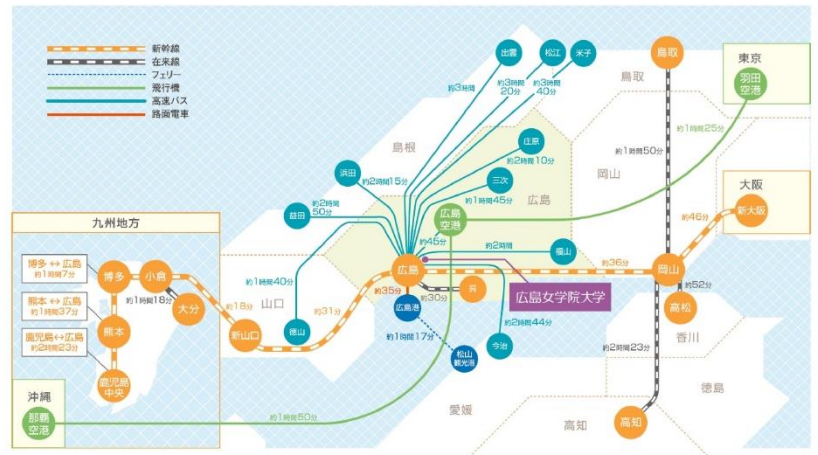 新幹線
在来線
フェリー
飛行機
高速バス
路面電車
出雲
松江
米子
鳥取
東京
羽田
空港
約3時間
約3時間
20分
約3時間
40分
鳥取
約1時間25分
島根
庄原
約2時間10分
約1時間50分
岡山
浜田
約2時間15分
三次
約1時間45分
広島
大阪
新大阪
益田
約2時間
50分
広島
空港
約46分
九州地方
約45分
約2時間
福山
博多↔広島
約1時間7分
博多
小倉
広島
約36分
岡山
約1時間40分
約1時間18分
大分
山口
約35分
約30分
呉
広島女学院大学
約52分
熊本↔広島
約1時間37分
約18分
約31分
広島港
高松
熊本
新山口
徳山
約1時間17分
約2時間44分
香川
鹿児島↔広島
約2時間23分
松山
観光港
今治
約2時間23分
鹿児島
中央
徳島
沖縄
愛媛
那覇
空港
約1時間50分
高知
高知